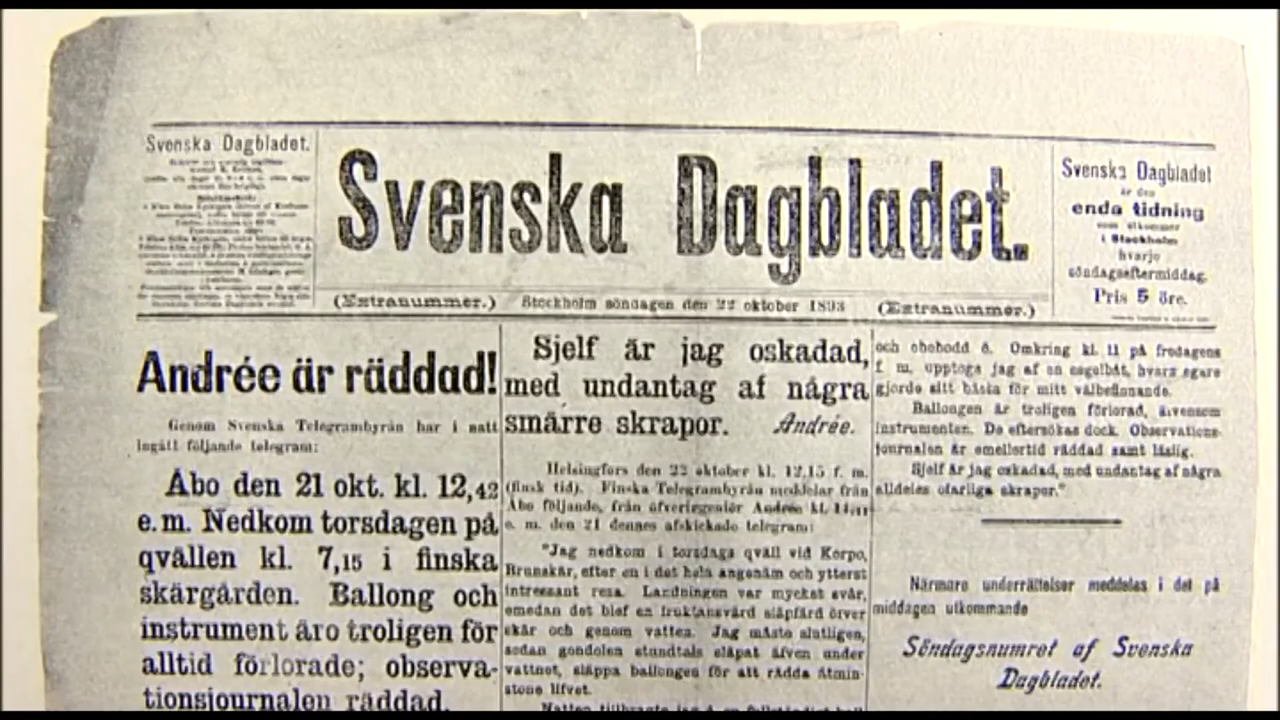 Svenska Dagbladet.
Svenska Dagbladet.
Svenska Dagbladet
är den
enda tidning
som utkommer
i Stockholm
hvarje
söndagseftermiddag.
Pris 5 öre.
(Extranummer.) Stockholm söndagen den 22 oktober 1893 (Extranummer.)
Andrée är räddad!
Genom Svenska Telegrambyrån har i natt
ingått följande telegram:
Åbo den 21 okt. kl. 12,42
e. m. Nedkom torsdagen på
qvällen kl. 7,15 i finska
skärgården. Ballong och
instrument äro troligen för
alltid förlorade; observa-
tionsjournalen räddad.
Sjelf är jag oskadad,
med undantag af några
smärre skrapor. Andrée.
Helsingfors den 22 oktober kl. 12,15 f. m.
(finsk tid). Finska Telegrambyrån meddelar från
Åbo följande, från öfveringeniör Andrée kl.
e. m. den 21 dennes afskickade telegram:
"Jag nedkom i torsdags qväll vid Korpo,
Brunskär, efter en i det hela angenäm och ytterst
intressant resa. Landningen var mycket svår,
emedan det blef en fruktansvärd släpfärd öfver
skär och genom vatten. Jag måste slutligen,
sedan gondolen stundtals släpat äfven under
vattnet, släppa ballongen för att rädda åtmin-
stone lifvet.
och obebodd ö. Omkring kl. 11 på fredagens
f. m. upptogs jag af en segelbåt, hvars egare
gjorde sitt bästa för mitt välbefinnande.
Ballongen är troligen förlorad, äfvensom
instrumenten. De eftersökas dock. Observations-
journalen är emellertid räddad samt läslig.
Sjelf är jag oskadad, med undantag af några
alldeles ofarliga skrapor."
Närmare underrättelser meddelas i det på
middagen utkommande
Söndagsnumret af Svenska
Dagbladet.